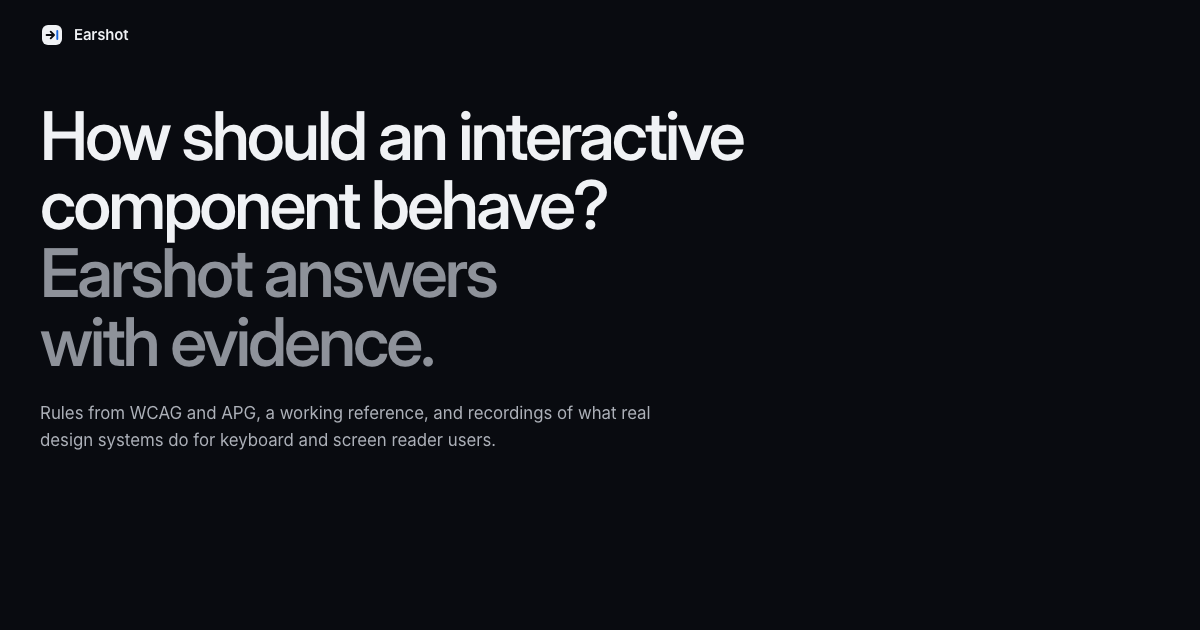 Earshot
How should an interactive
component behave?
Earshot answers
with evidence.
Rules from WCAG and APG, a working reference, and recordings of what real
design systems do for keyboard and screen reader users.